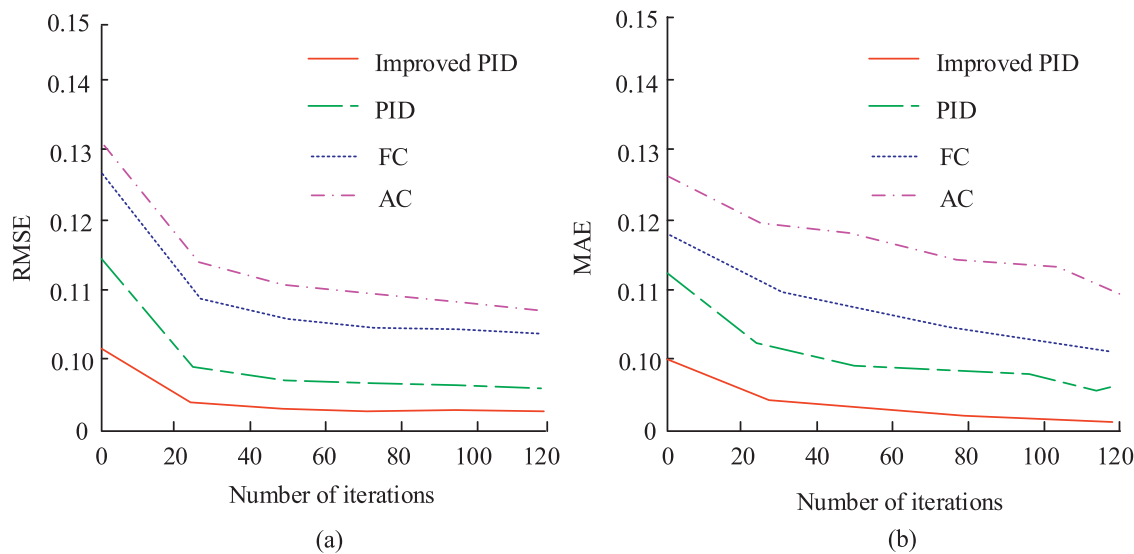 0.15
0.14
0.13
0.12
0.11
0.10
0
RMSE
Improved PID
PID
FC
AC
0 20 40 60 80 100 120
Number of iterations
(a)
0.15
0.14
0.13
0.12
0.11
0.10
0
MAE
Improved PID
PID
FC
AC
0 20 40 60 80 100 120
Number of iterations
(b)